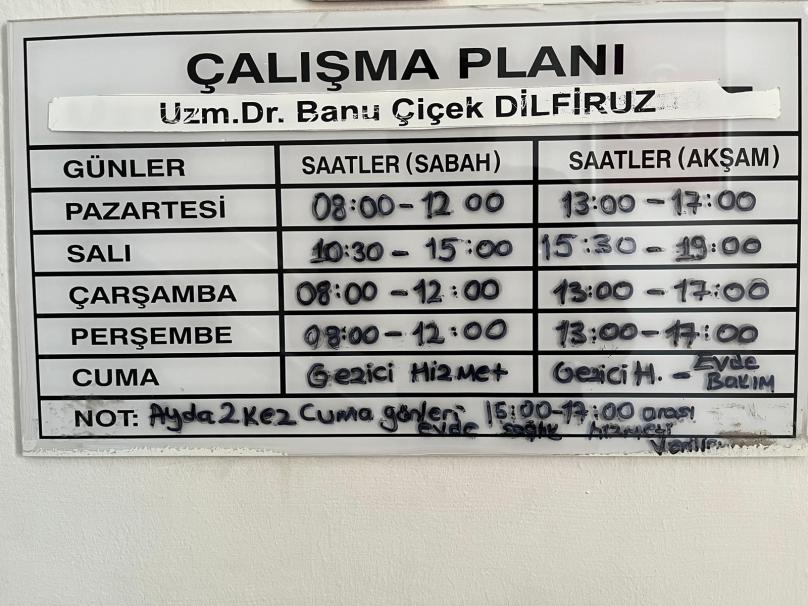 ÇALIŞMA PLANI
Uzm.Dr. Banu Çiçek DİLFİRUZ
GÜNLER SAATLER (SABAH) SAATLER (AKŞAM)
PAZARTESİ 08:00-12 00 13:00-17:00
SALI 10:30-15:00 15:30-19:00
ÇARŞAMBA 08:00-12:00 13:00-17:00
PERŞEMBE 08:00-12:00 13:00-17:00
CUMA Gezici Hizmet Gezici H. - Evde BAKIM
NOT: Ayda 2 Kez Cuma günleri 15:00-17:00 arası
evde sağlık hizmeti
verilir